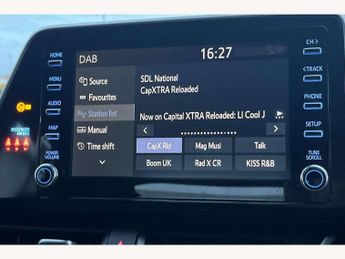 DAB
16:27
HOME
MENU
AUDIO
MAP
POWER
VOLUME
Source
Favourites
Station list
Manual
Time shift
SDL National
CapXTRA Reloaded
Now on Capital XTRA Reloaded: Ll Cool J
CapX Rld
Mag Musi
Talk
Boom UK
Rad X CR
KISS R&B
CH >
< TRACK
PHONE
SETUP
TUNE
SCROLL